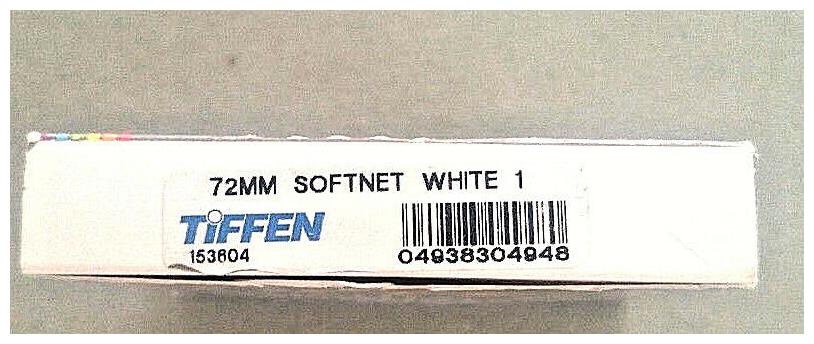 72MM SOFTNET WHITE 1
TiFFEN
153604
04938304948